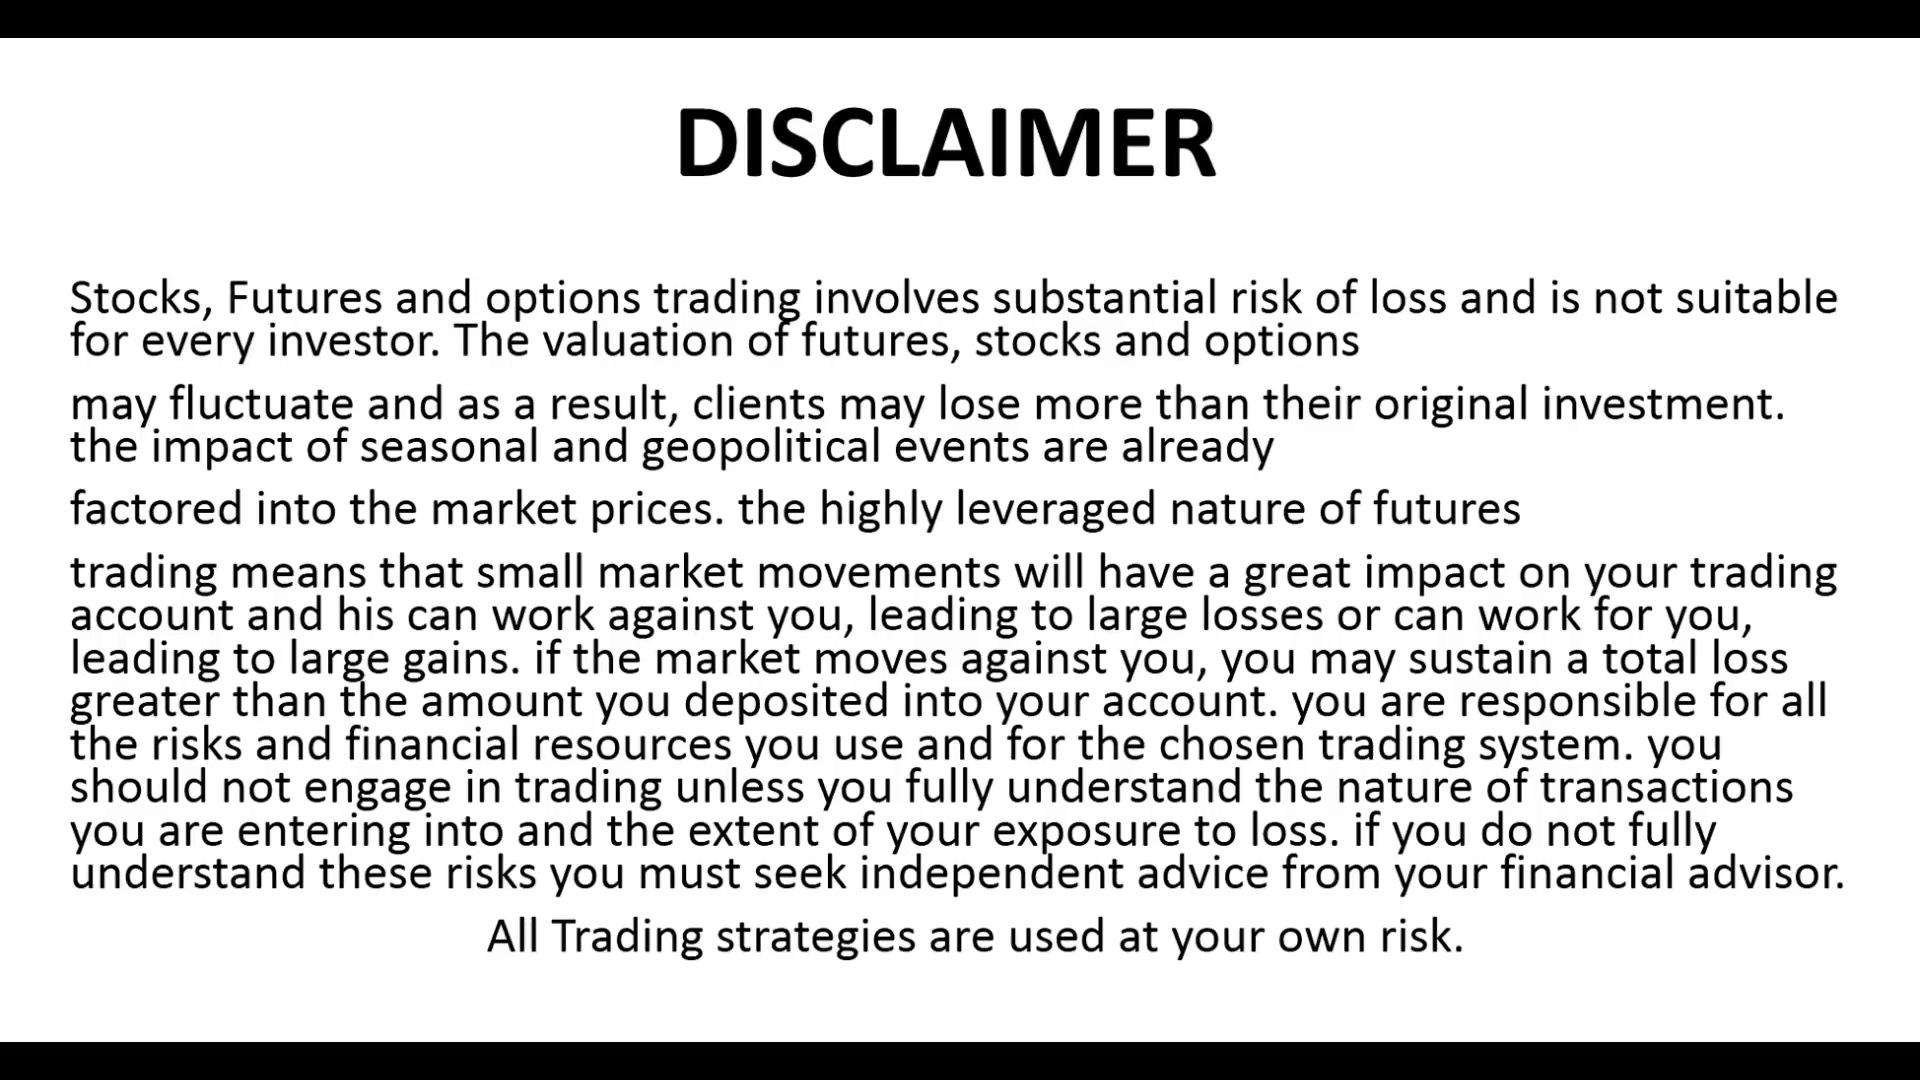 DISCLAIMER
Stocks, Futures and options trading involves substantial risk of loss and is not suitable
for every investor. The valuation of futures, stocks and options
may fluctuate and as a result, clients may lose more than their original investment.
the impact of seasonal and geopolitical events are already
factored into the market prices. the highly leveraged nature of futures
trading means that small market movements will have a great impact on your trading
account and his can work against you, leading to large losses or can work for you,
leading to large gains. if the market moves against you, you may sustain a total loss
greater than the amount you deposited into your account. you are responsible for all
the risks and financial resources you use and for the chosen trading system. you
should not engage in trading unless you fully understand the nature of transactions
you are entering into and the extent of your exposure to loss. if you do not fully
understand these risks you must seek independent advice from your financial advisor.
All Trading strategies are used at your own risk.